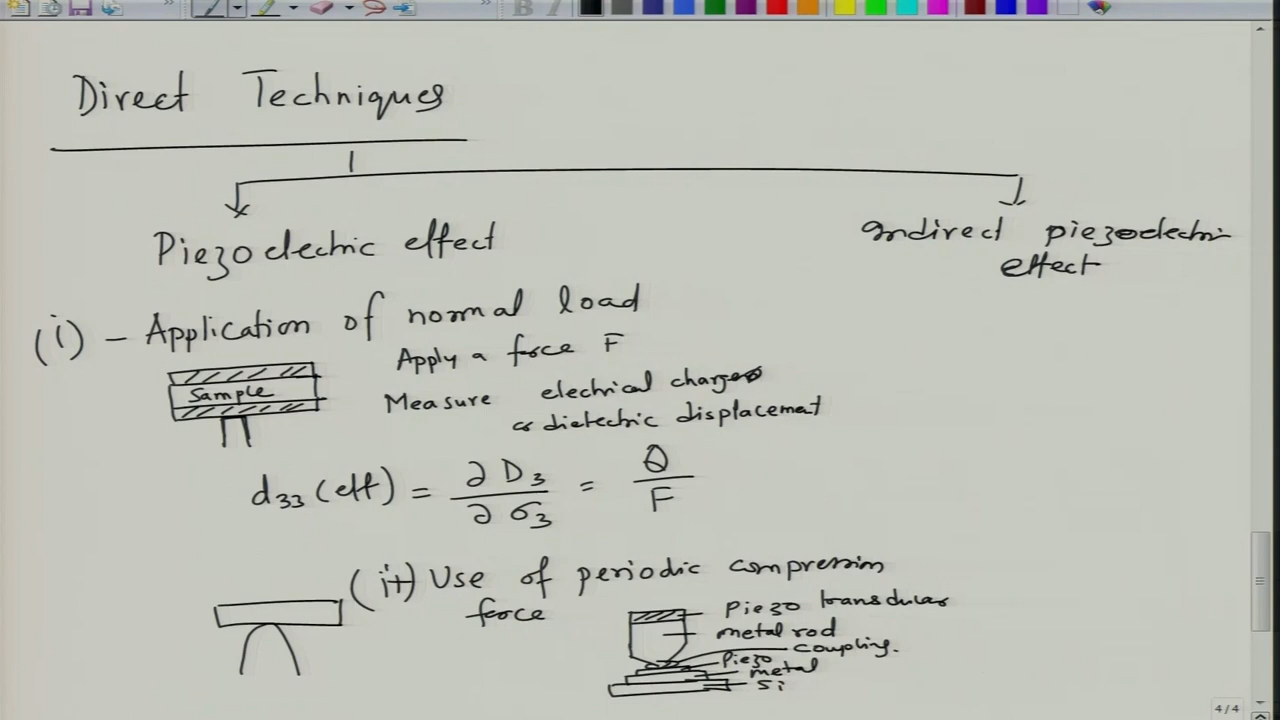 Direct Techniques
Piezoelectric effect
Indirect piezoelectric
effect
(i) - Application of normal load
Apply a force F
Sample
Measure electrical charge
or dielectric displacement
d33 (eff) = ∂D3 / ∂σ3 = Q / F
(ii) Use of periodic compression
force
Piezo transducer
metal rod
coupling.
Piezo
metal
Si
4/4